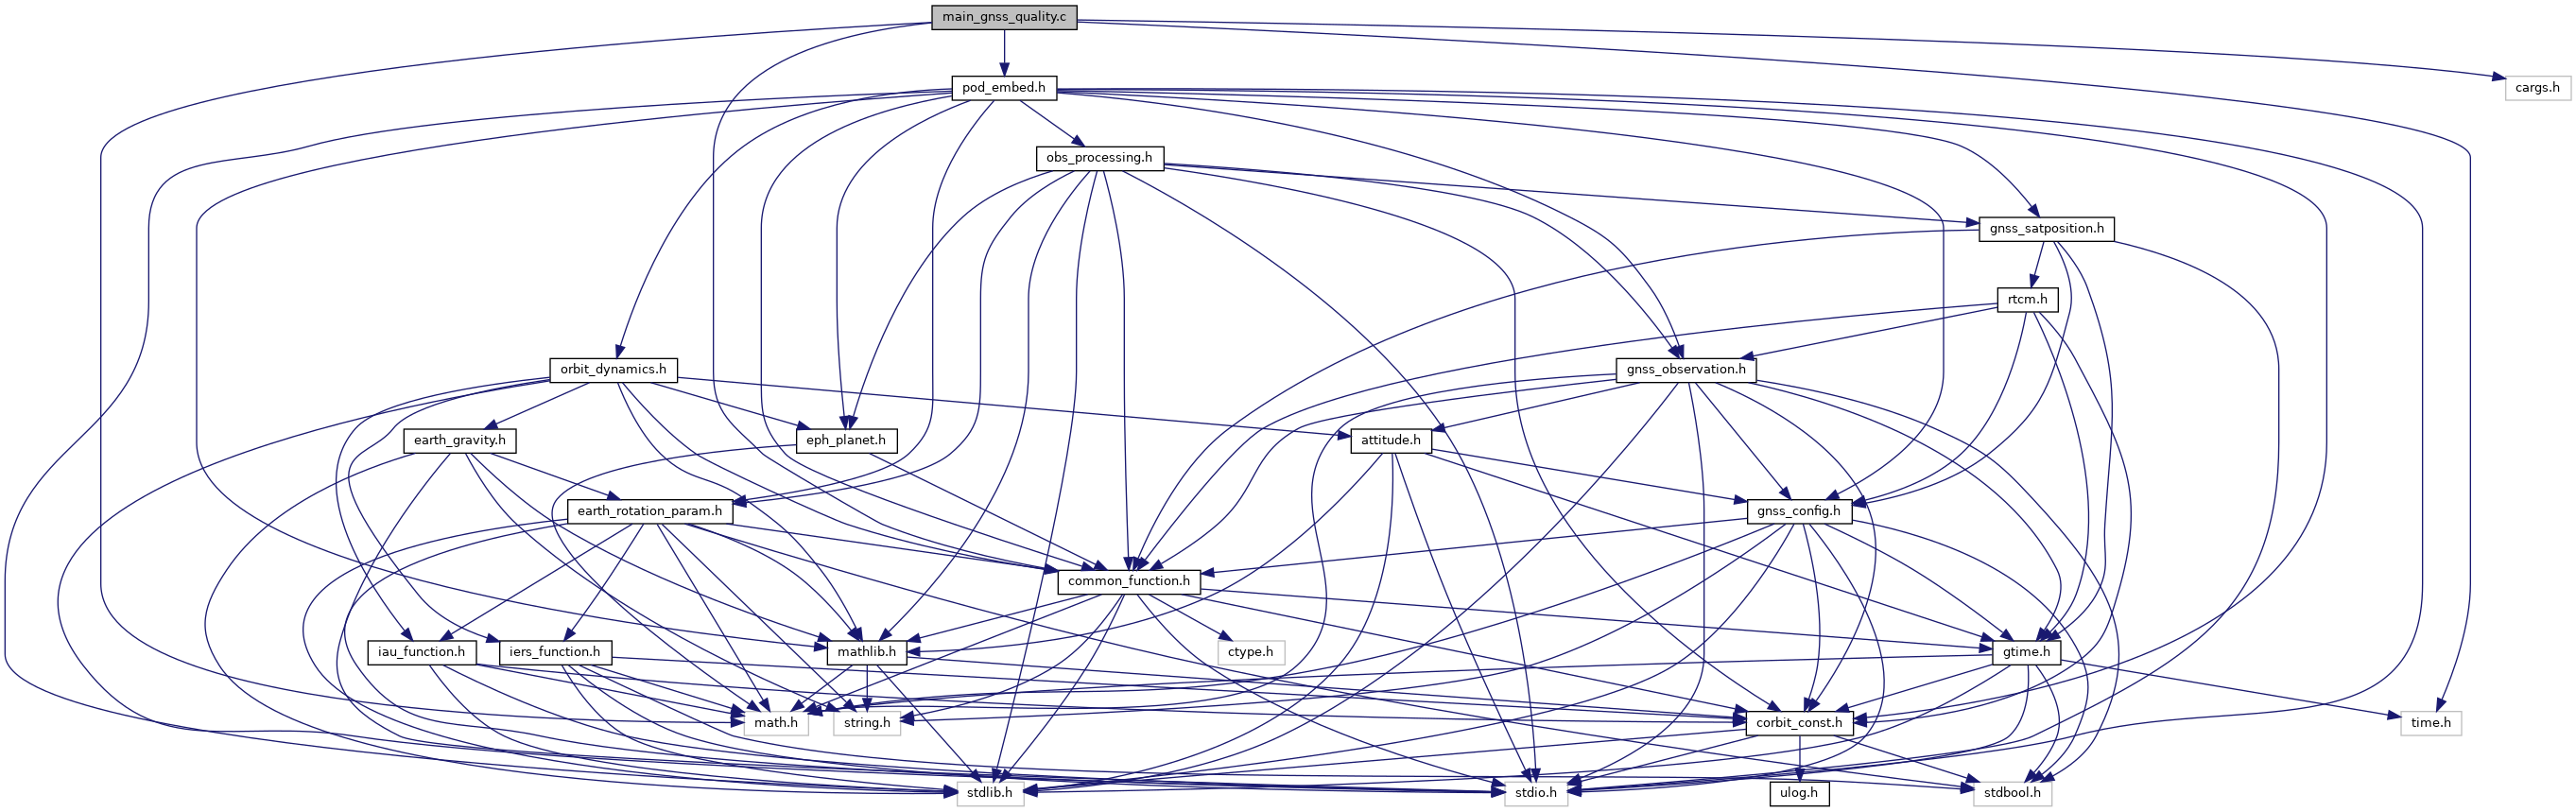 main_gnss_quality.c
pod_embed.h
cargs.h
obs_processing.h
gnss_satposition.h
rtcm.h
orbit_dynamics.h
gnss_observation.h
earth_gravity.h
eph_planet.h
attitude.h
earth_rotation_param.h
gnss_config.h
common_function.h
iau_function.h
iers_function.h
mathlib.h
ctype.h
gtime.h
math.h
string.h
corbit_const.h
time.h
stdlib.h
stdio.h
ulog.h
stdbool.h